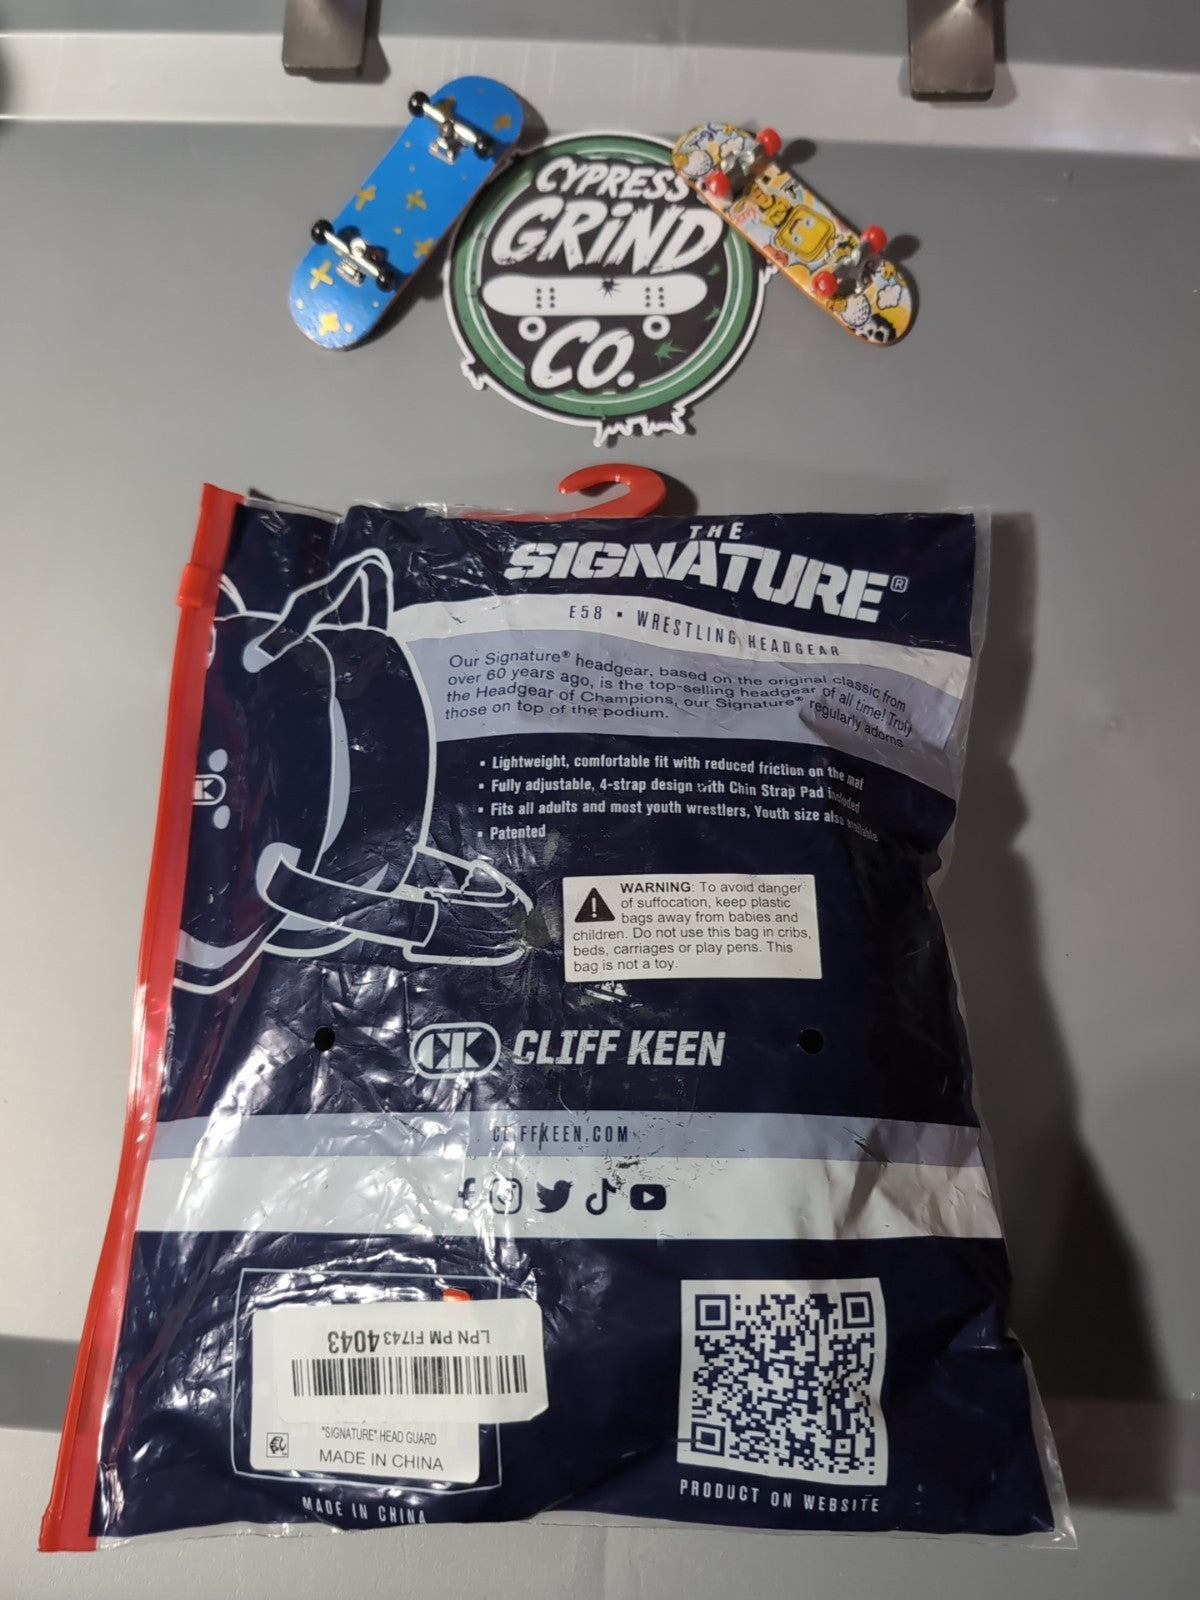 CYPRESS
GRIND
CO.
THE
SIGNATURE®
E58 • WRESTLING HEADGEAR
Our Signature® headgear, based on the original classic from
over 60 years ago, is the top-selling headgear of all time! Truly
the Headgear of Champions, our Signature® regularly adorns
those on top of the podium.
• Lightweight, comfortable fit with reduced friction on the mat
• Fully adjustable, 4-strap design with Chin Strap Pad included
• Fits all adults and most youth wrestlers, Youth size also available
• Patented
WARNING: To avoid danger
of suffocation, keep plastic
bags away from babies and
children. Do not use this bag in cribs,
beds, carriages or play pens. This
bag is not a toy.
CK CLIFF KEEN
CLIFFKEEN.COM
LPN PM FI743 4043
"SIGNATURE" HEAD GUARD
MADE IN CHINA
MADE IN CHINA
PRODUCT ON WEBSITE